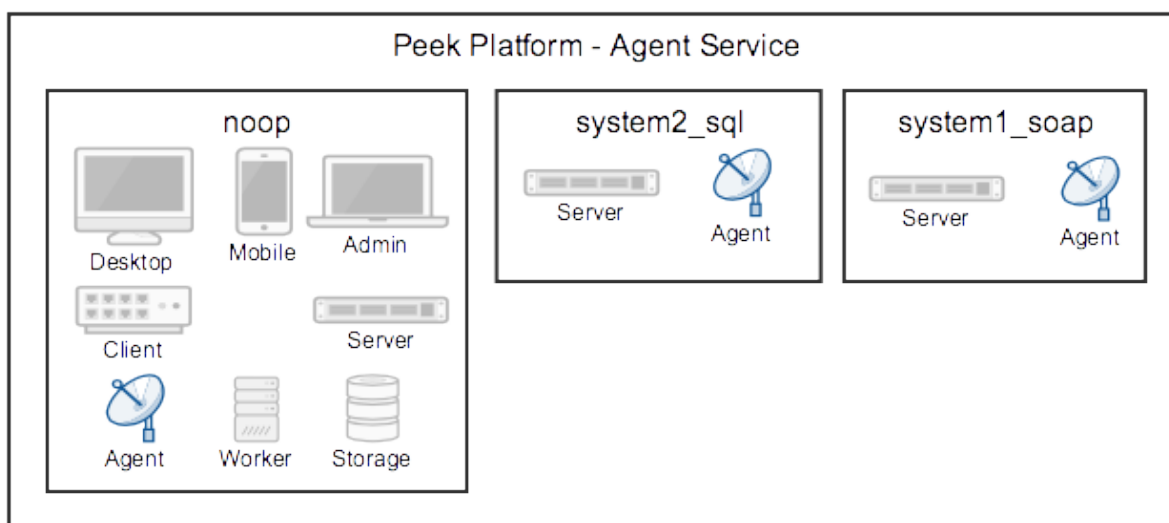 Peek Platform - Agent Service
noop
Desktop
Mobile
Admin
Client
Server
Agent
Worker
Storage
system2_sql
Server
Agent
system1_soap
Server
Agent